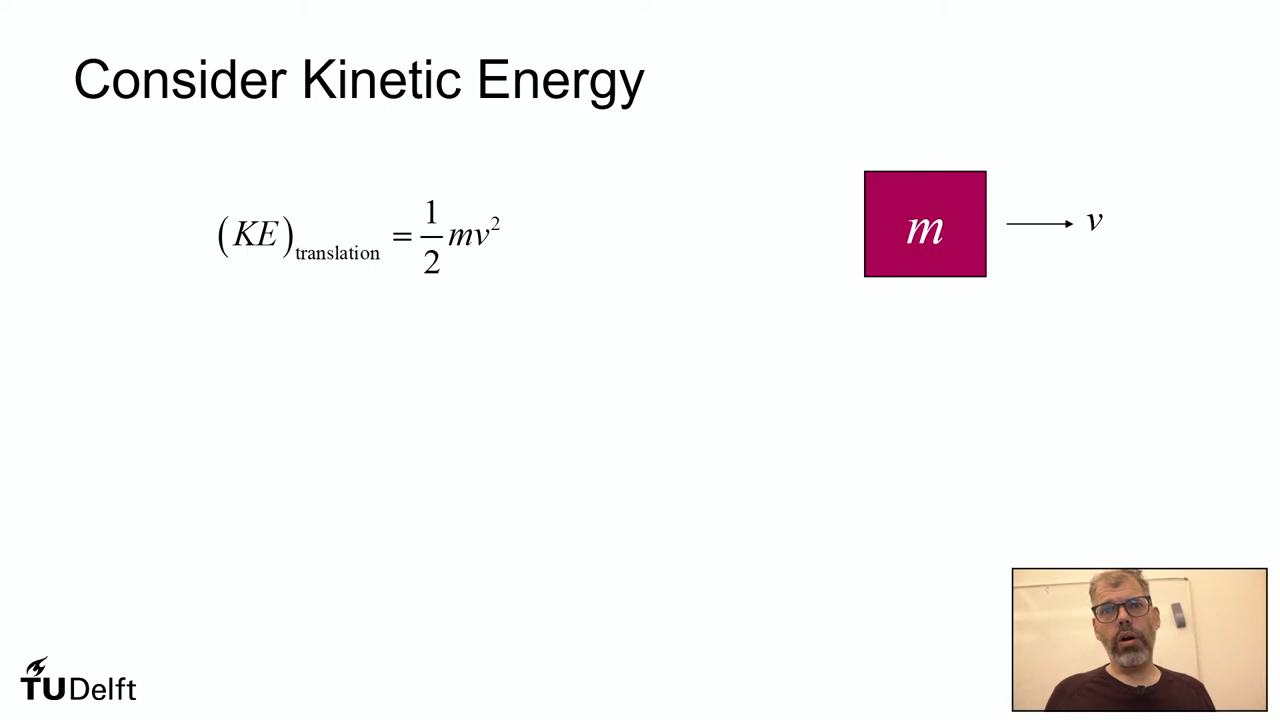 Consider Kinetic Energy
(KE)translation = 1/2 mv²
m
v
TUDelft